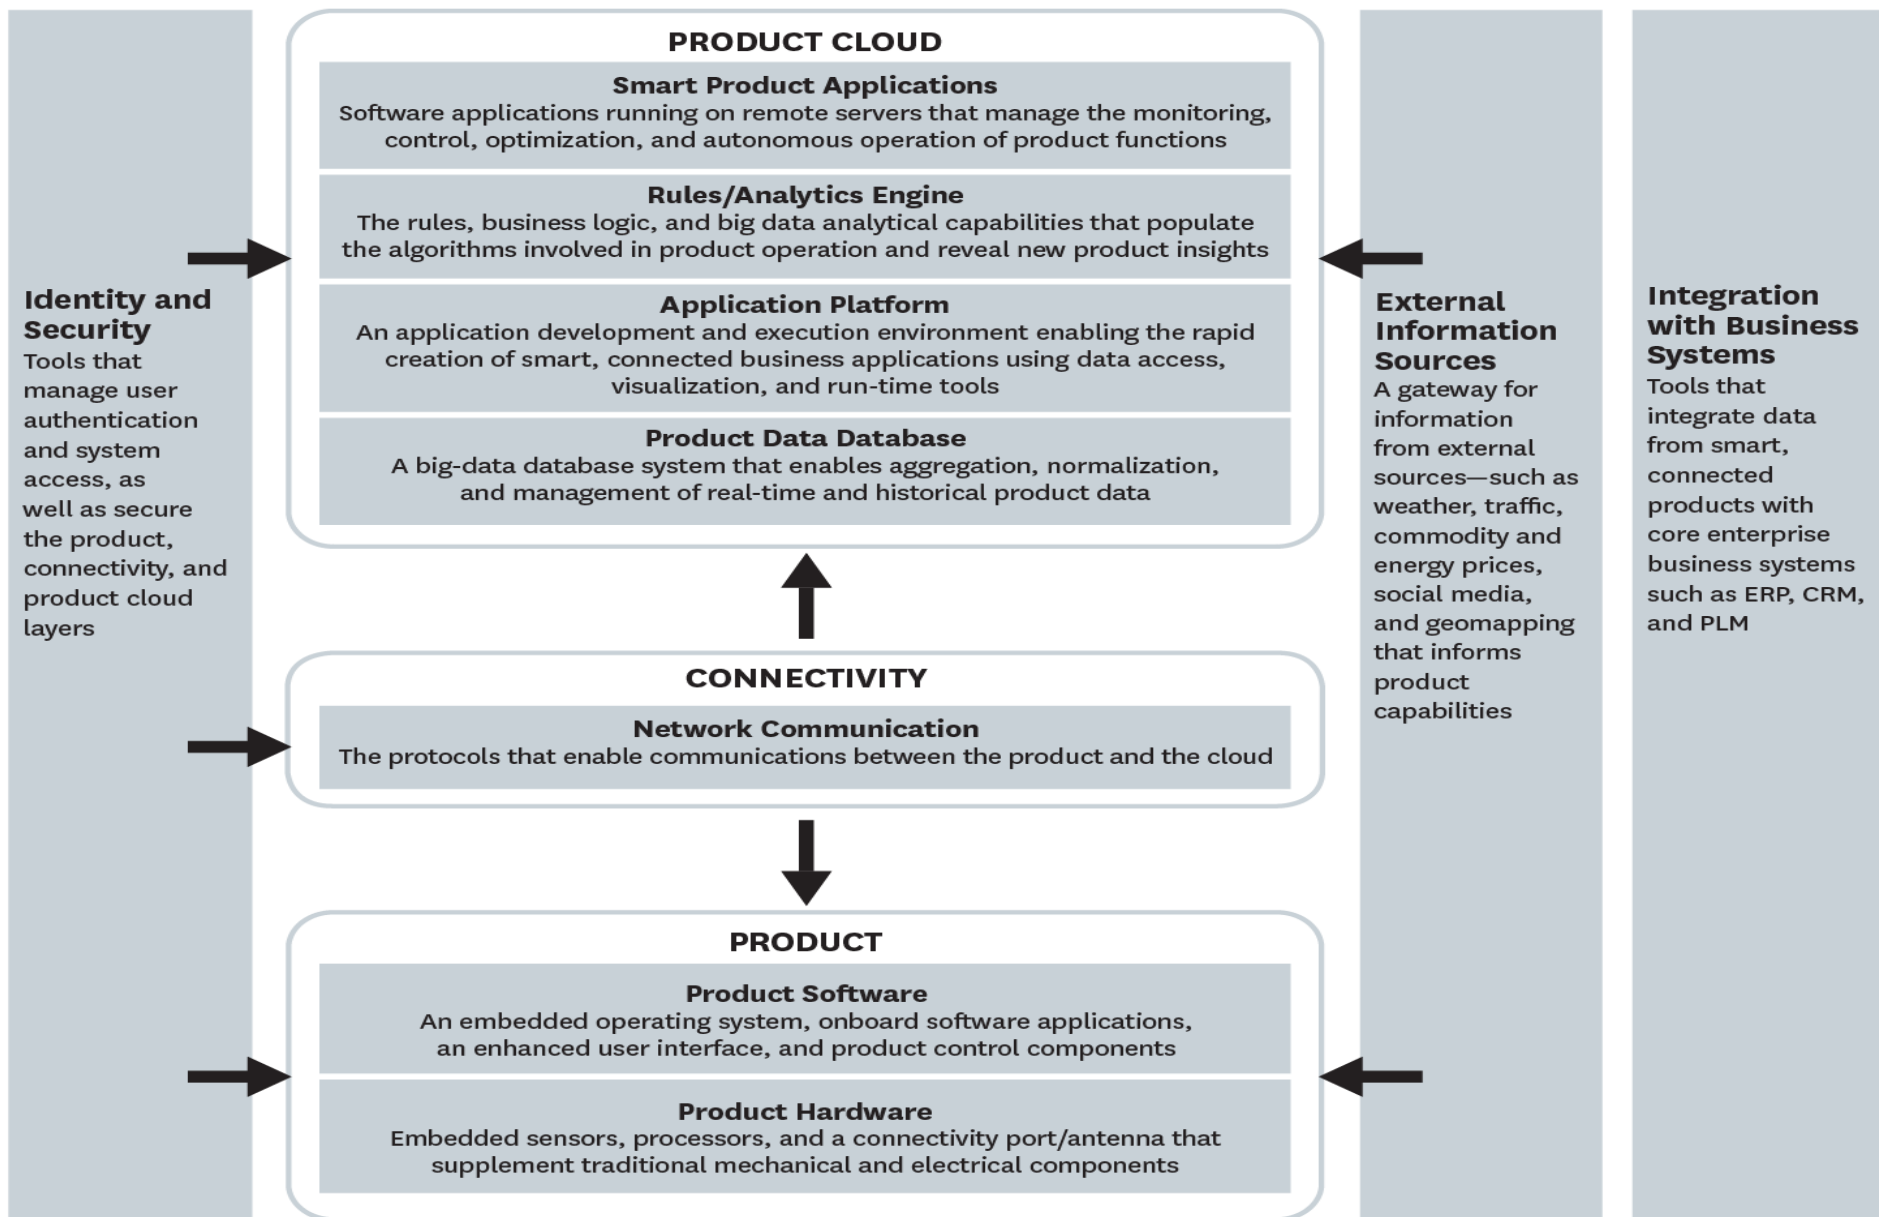 PRODUCT CLOUD
Smart Product Applications
Software applications running on remote servers that manage the monitoring,
control, optimization, and autonomous operation of product functions
Rules/Analytics Engine
The rules, business logic, and big data analytical capabilities that populate
the algorithms involved in product operation and reveal new product insights
Application Platform
An application development and execution environment enabling the rapid
creation of smart, connected business applications using data access,
visualization, and run-time tools
Product Data Database
A big-data database system that enables aggregation, normalization,
and management of real-time and historical product data
CONNECTIVITY
Network Communication
The protocols that enable communications between the product and the cloud
PRODUCT
Product Software
An embedded operating system, onboard software applications,
an enhanced user interface, and product control components
Product Hardware
Embedded sensors, processors, and a connectivity port/antenna that
supplement traditional mechanical and electrical components
Identity and
Security
Tools that
manage user
authentication
and system
access, as
well as secure
the product,
connectivity, and
product cloud
layers
External
Information
Sources
A gateway for
information
from external
sources—such as
weather, traffic,
commodity and
energy prices,
social media,
and geomapping
that informs
product
capabilities
Integration
with Business
Systems
Tools that
integrate data
from smart,
connected
products with
core enterprise
business systems
such as ERP, CRM,
and PLM